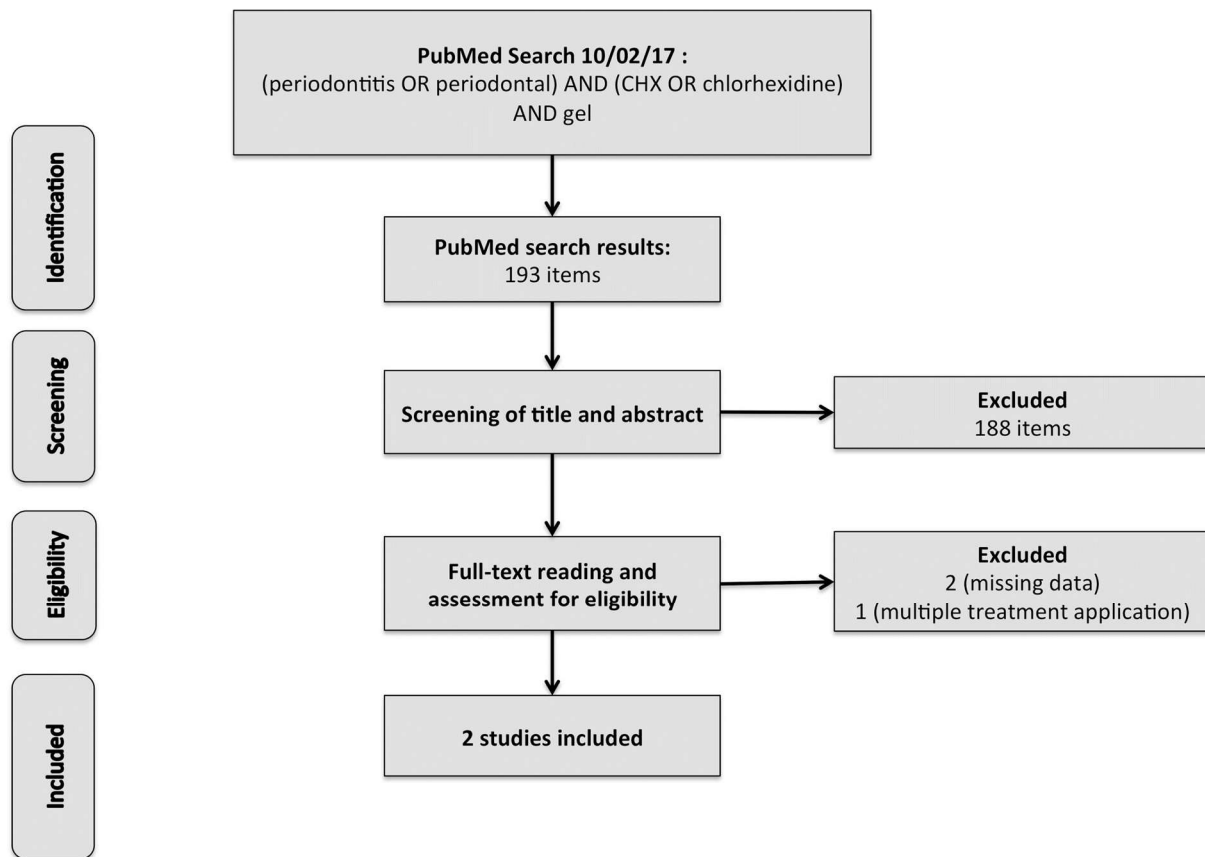 PubMed Search 10/02/17 :
(periodontitis OR periodontal) AND (CHX OR chlorhexidine)
AND gel
Identification
PubMed search results:
193 items
Screening
Screening of title and abstract
Excluded
188 items
Eligibility
Full-text reading and
assessment for eligibility
Excluded
2 (missing data)
1 (multiple treatment application)
Included
2 studies included